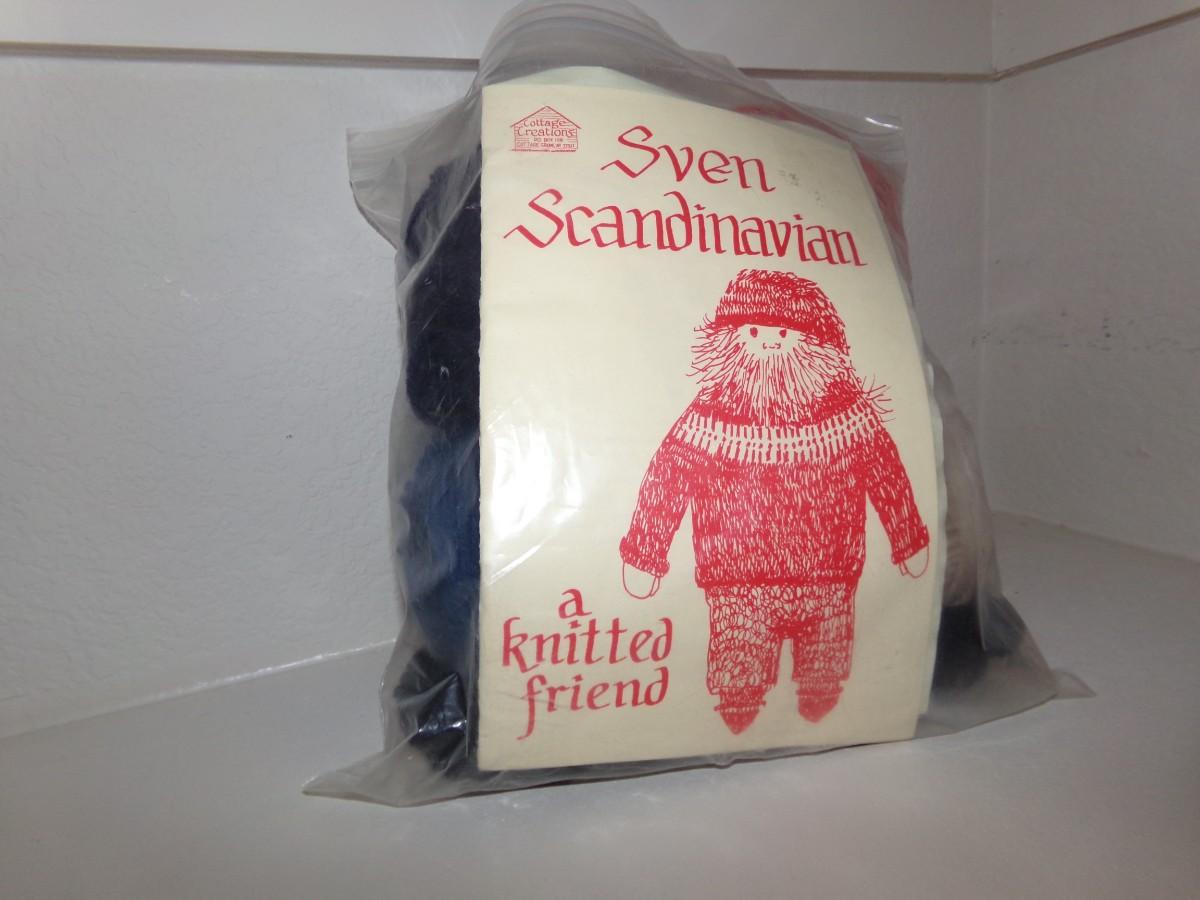 Cottage
Creations
Sven
Scandinavian
a
knitted
friend